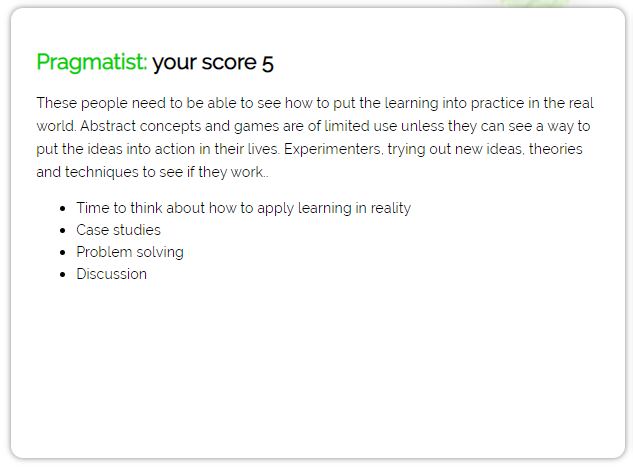 Pragmatist: your score 5
These people need to be able to see how to put the learning into practice in the real
world. Abstract concepts and games are of limited use unless they can see a way to
put the ideas into action in their lives. Experimenters, trying out new ideas, theories
and techniques to see if they work..
• Time to think about how to apply learning in reality
• Case studies
• Problem solving
• Discussion